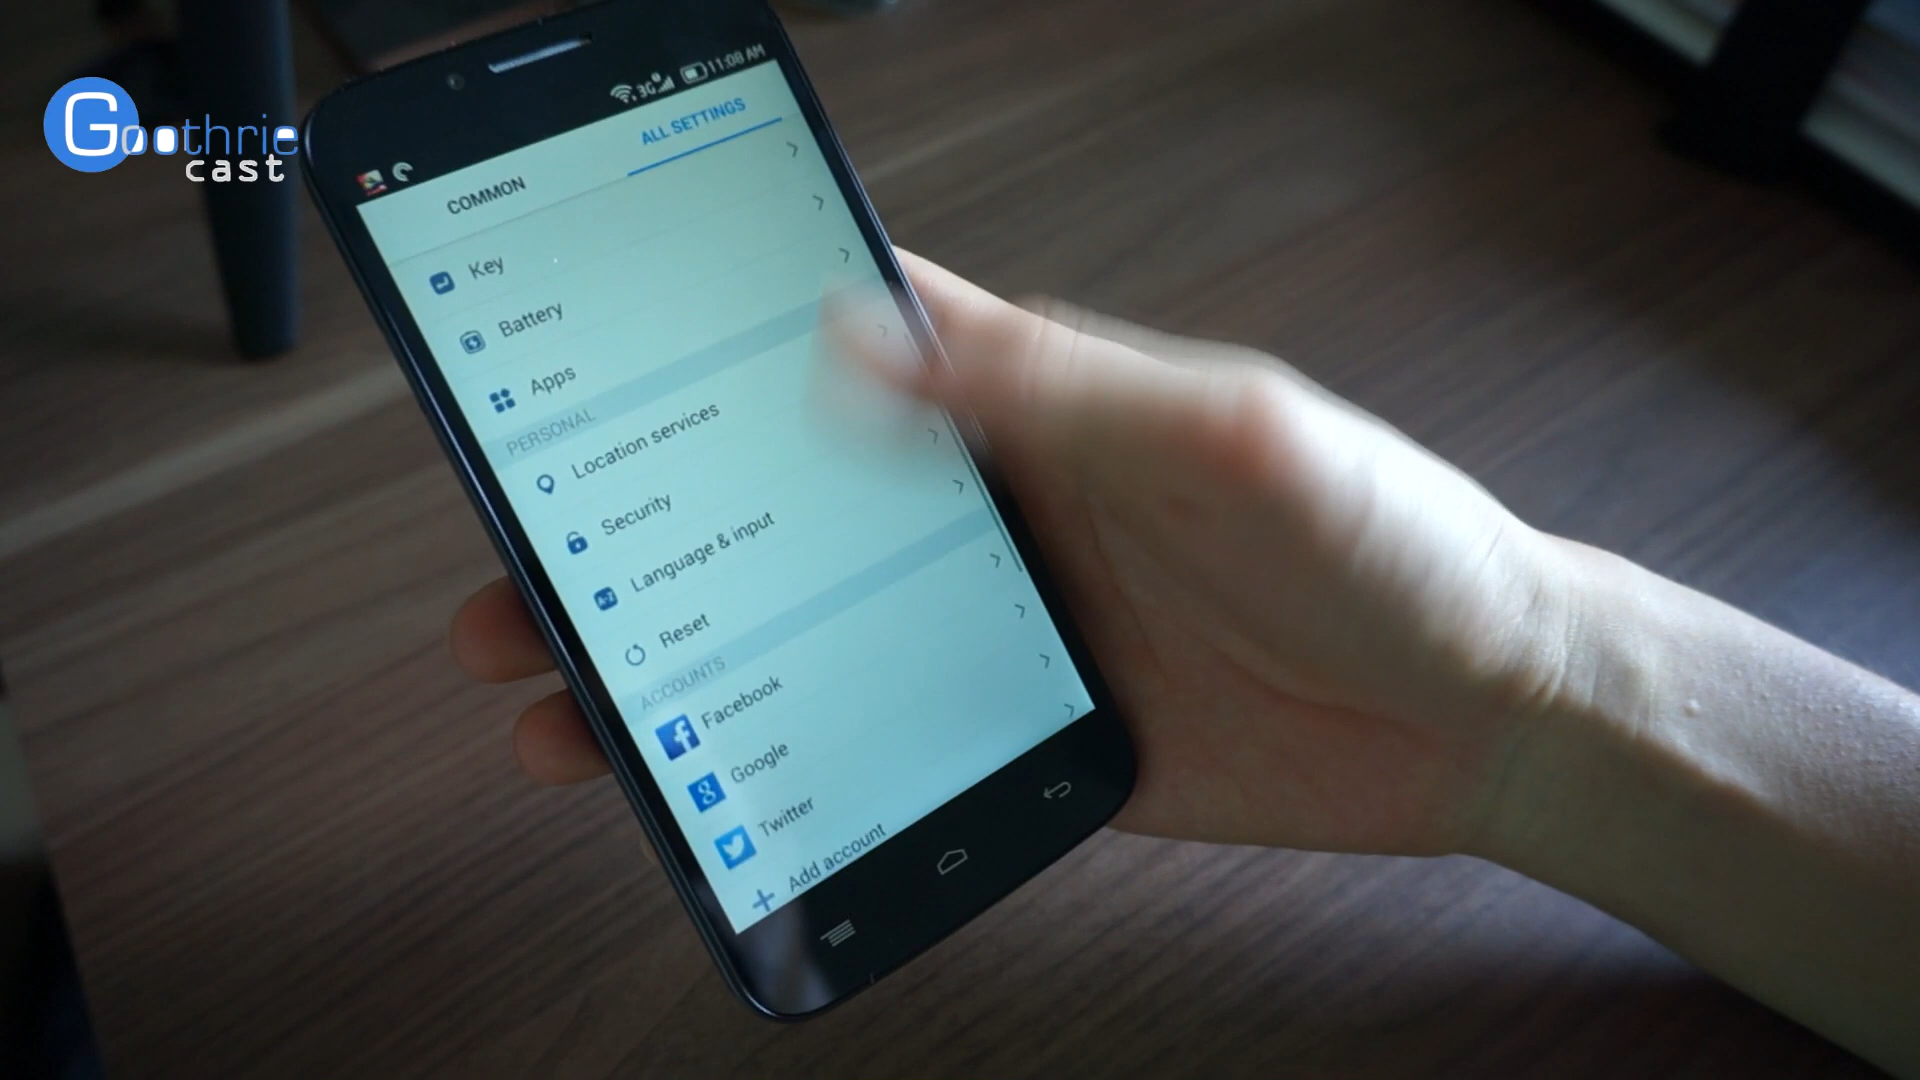 Goothrie
cast
3G 11:08 AM
COMMON
ALL SETTINGS
Key
Battery
Apps
PERSONAL
Location services
Security
Language & input
Reset
ACCOUNTS
Facebook
Google
Twitter
Add account